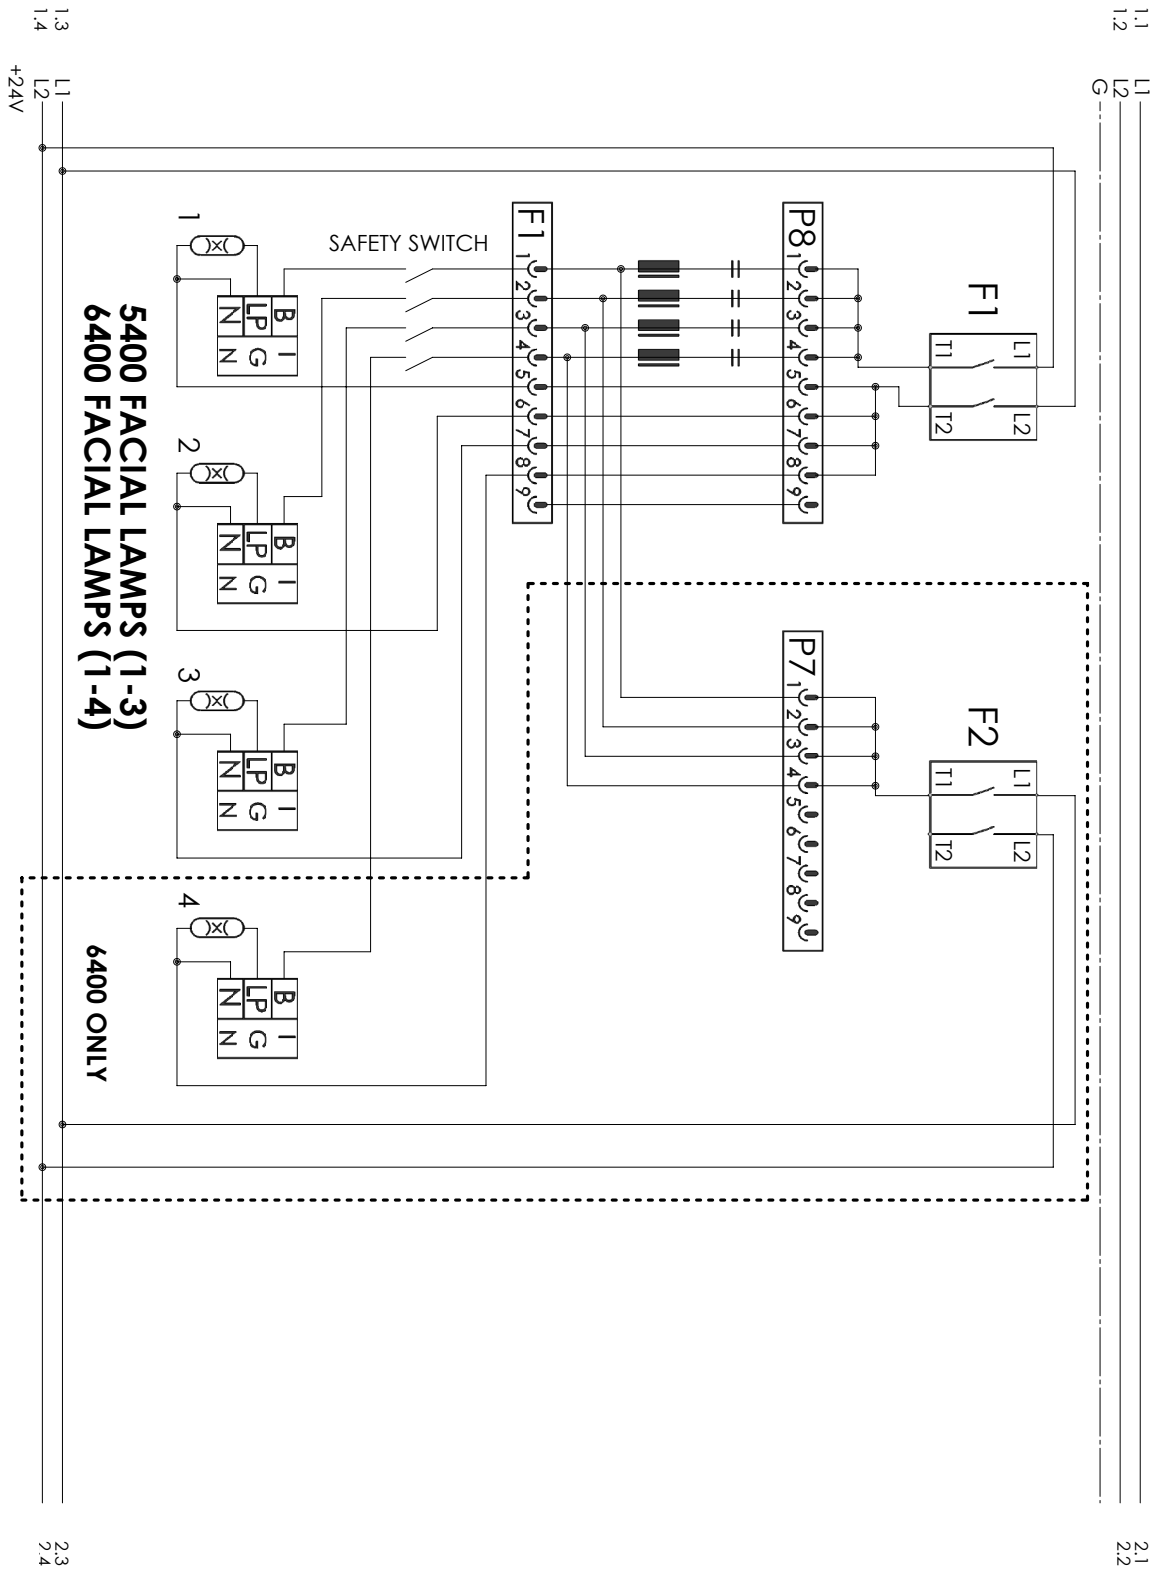 1.1
1.2
L1
L2
G
1.3
1.4
L1
L2
+24V
F1
L1
L2
T1
T2
P8
1
2
3
4
5
6
7
8
9
F1
1
2
3
4
5
6
7
8
9
SAFETY SWITCH
1
B
LP
N
I
G
N
2
B
LP
N
I
G
N
3
B
LP
N
I
G
N
4
B
LP
N
I
G
N
F2
L1
L2
T1
T2
P7
1
2
3
4
5
6
7
8
9
5400 FACIAL LAMPS (1-3)
6400 FACIAL LAMPS (1-4)
6400 ONLY
2.1
2.2
2.3
2.4